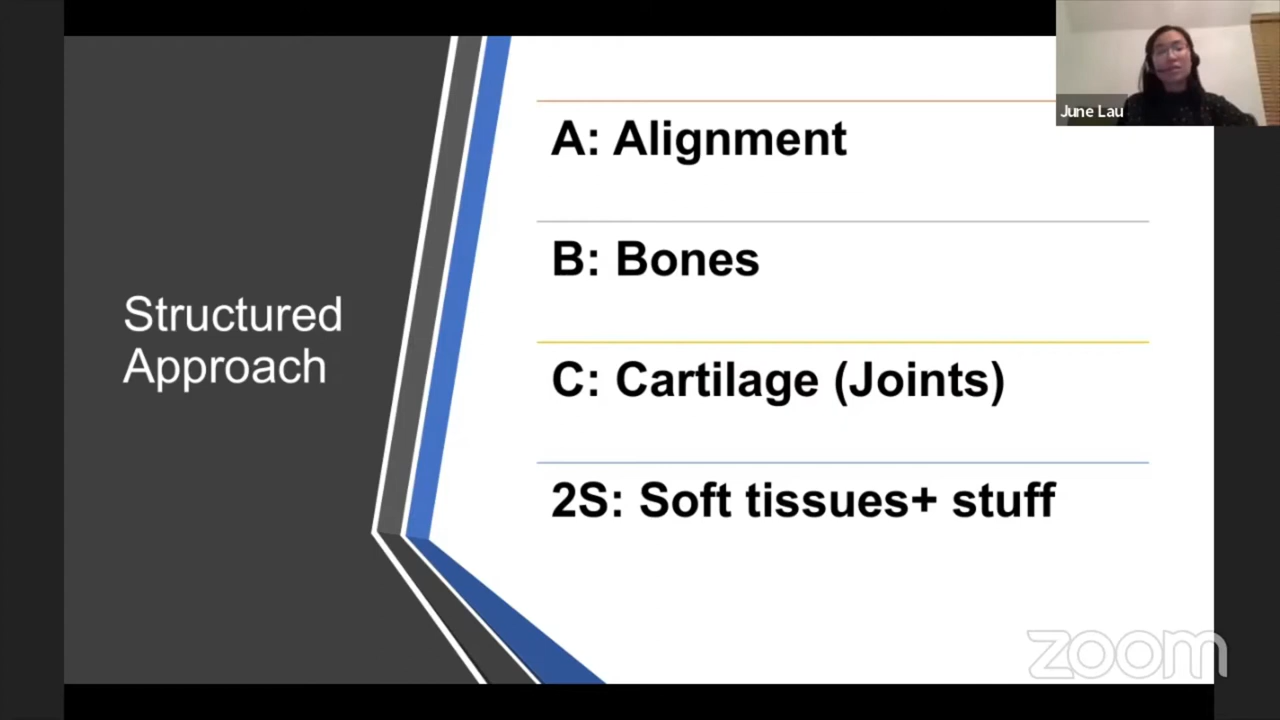 June Lau
A: Alignment
B: Bones
Structured
Approach
C: Cartilage (Joints)
2S: Soft tissues+ stuff
zoom